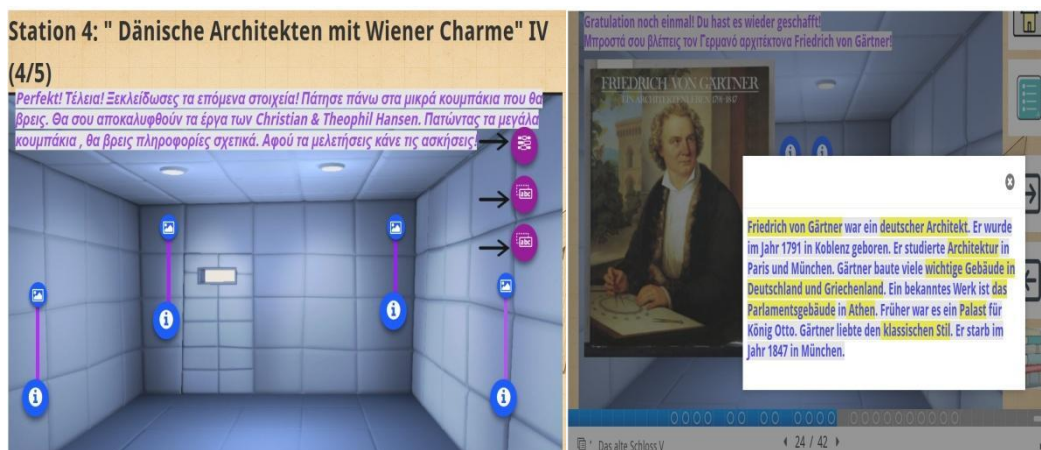 Station 4: " Dänische Architekten mit Wiener Charme" IV
(4/5)
Perfekt! Τέλεια! Ξεκλείδωσες τα επόμενα στοιχεία! Πάτησε πάνω στα μικρά κουμπάκια που θα
βρεις. Θα σου αποκαλυφθούν τα έργα των Christian & Theophil Hansen. Πατώντας τα μεγάλα
κουμπάκια , θα βρεις πληροφορίες σχετικά. Αφού τα μελετήσεις κάνε τις ασκήσεις!
abc
abc
Gratulation noch einmal! Du hast es wieder geschafft!
Μπροστά σου βλέπεις τον Γερμανό αρχιτέκτονα Friedrich von Gärtner!
FRIEDRICH VON GÄRTNER
EIN ARCHITEKTENLEBEN 1791 - 1847
Friedrich von Gärtner war ein deutscher Architekt. Er wurde
im Jahr 1791 in Koblenz geboren. Er studierte Architektur in
Paris und München. Gärtner baute viele wichtige Gebäude in
Deutschland und Griechenland. Ein bekanntes Werk ist das
Parlamentsgebäude in Athen. Früher war es ein Palast für
König Otto. Gärtner liebte den klassischen Stil. Er starb im
Jahr 1847 in München.
Das alte Schloss V
24 / 42